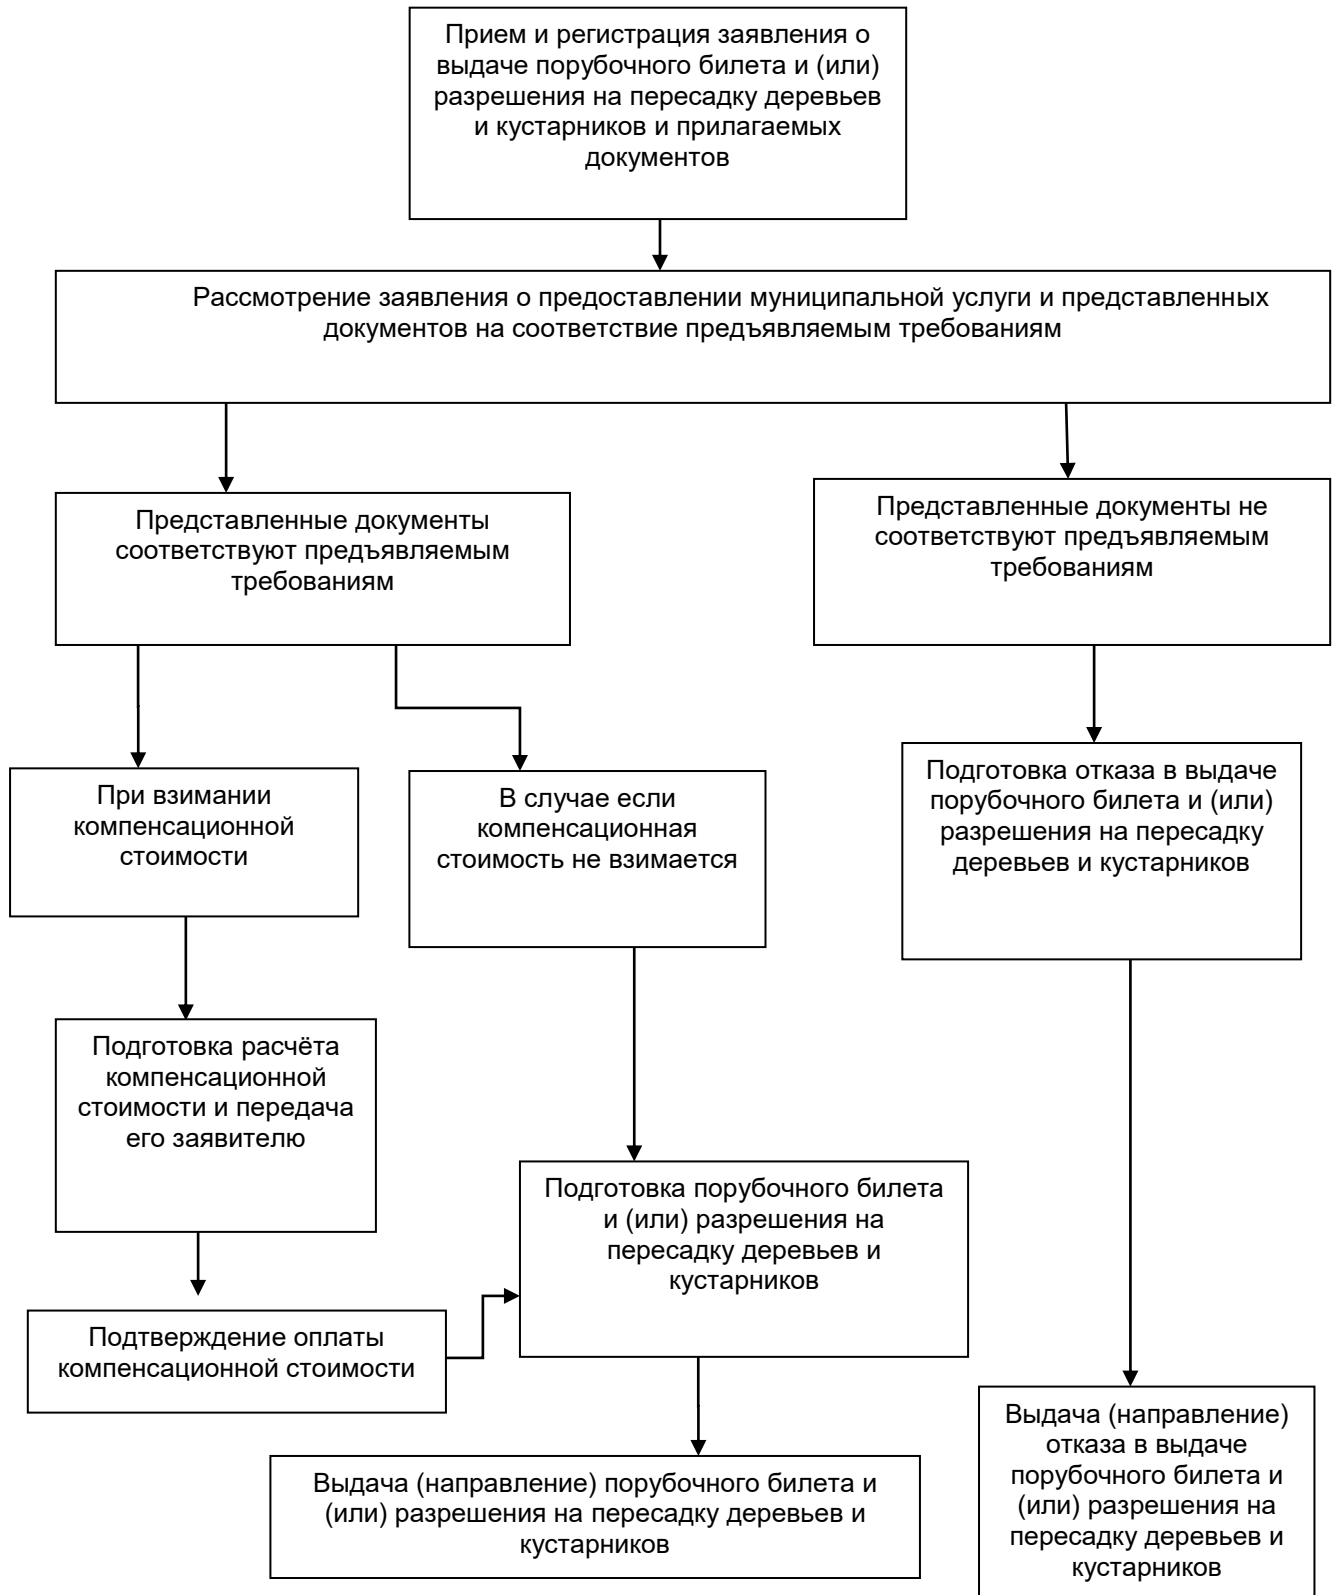 Прием и регистрация заявления о
выдаче порубочного билета и (или)
разрешения на пересадку деревьев
и кустарников и прилагаемых
документов
Рассмотрение заявления о предоставлении муниципальной услуги и представленных
документов на соответствие предъявляемым требованиям
Представленные документы
соответствуют предъявляемым
требованиям
Представленные документы не
соответствуют предъявляемым
требованиям
При взимании
компенсационной
стоимости
В случае если
компенсационная
стоимость не взимается
Подготовка отказа в выдаче
порубочного билета и (или)
разрешения на пересадку
деревьев и кустарников
Подготовка расчёта
компенсационной
стоимости и передача
его заявителю
Подготовка порубочного билета
и (или) разрешения на
пересадку деревьев и
кустарников
Подтверждение оплаты
компенсационной стоимости
Выдача (направление) порубочного билета и
(или) разрешения на пересадку деревьев и
кустарников
Выдача (направление)
отказа в выдаче
порубочного билета и
(или) разрешения на
пересадку деревьев и
кустарников